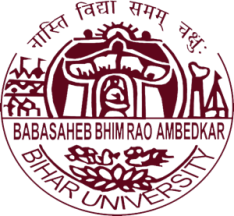 नास्ति विद्या समम् चक्षुः
BABASAHEB BHIM RAO AMBEDKAR
BIHAR UNIVERSITY